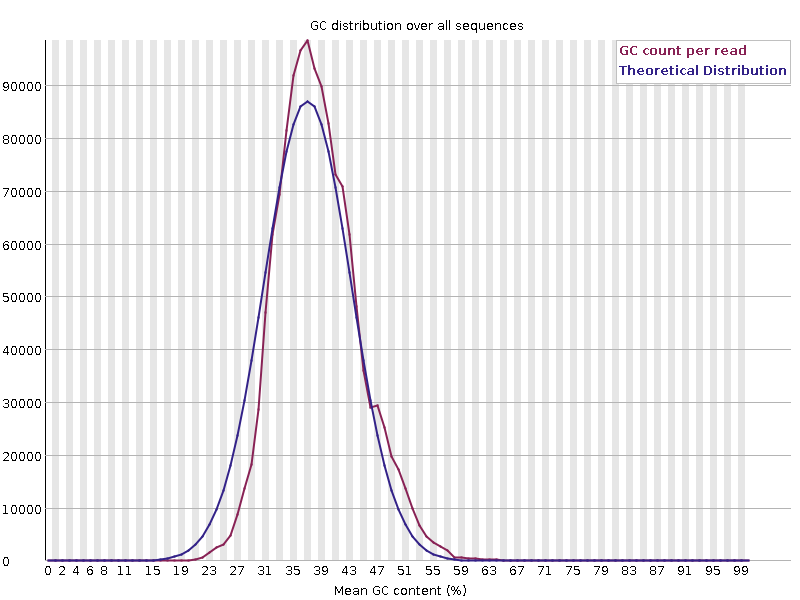 GC distribution over all sequences
GC count per read
Theoretical Distribution
90000
80000
70000
60000
50000
40000
30000
20000
10000
0
0 2 4 6 8 11 15 19 23 27 31 35 39 43 47 51 55 59 63 67 71 75 79 83 87 91 95 99
Mean GC content (%)